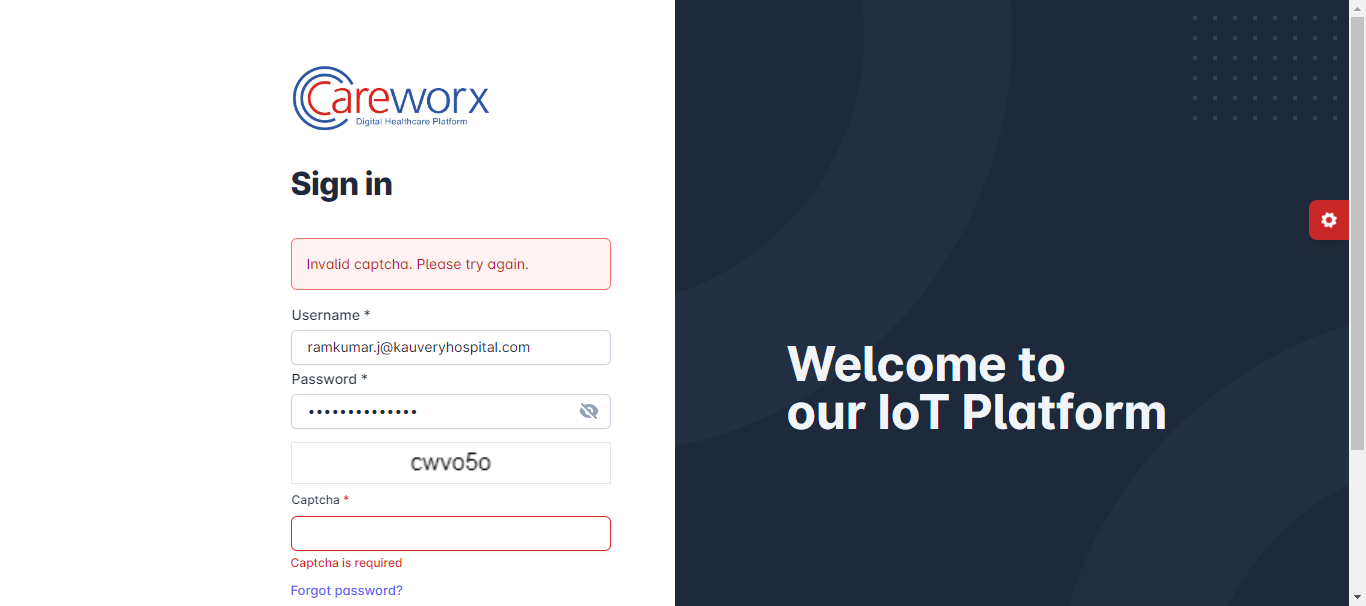 Careworx
Digital Healthcare Platform
Sign in
Invalid captcha. Please try again.
Username *
ramkumar.j@kauveryhospital.com
Password *
••••••••••••••
cwvo5o
Captcha *
Captcha is required
Forgot password?
Welcome to
our IoT Platform